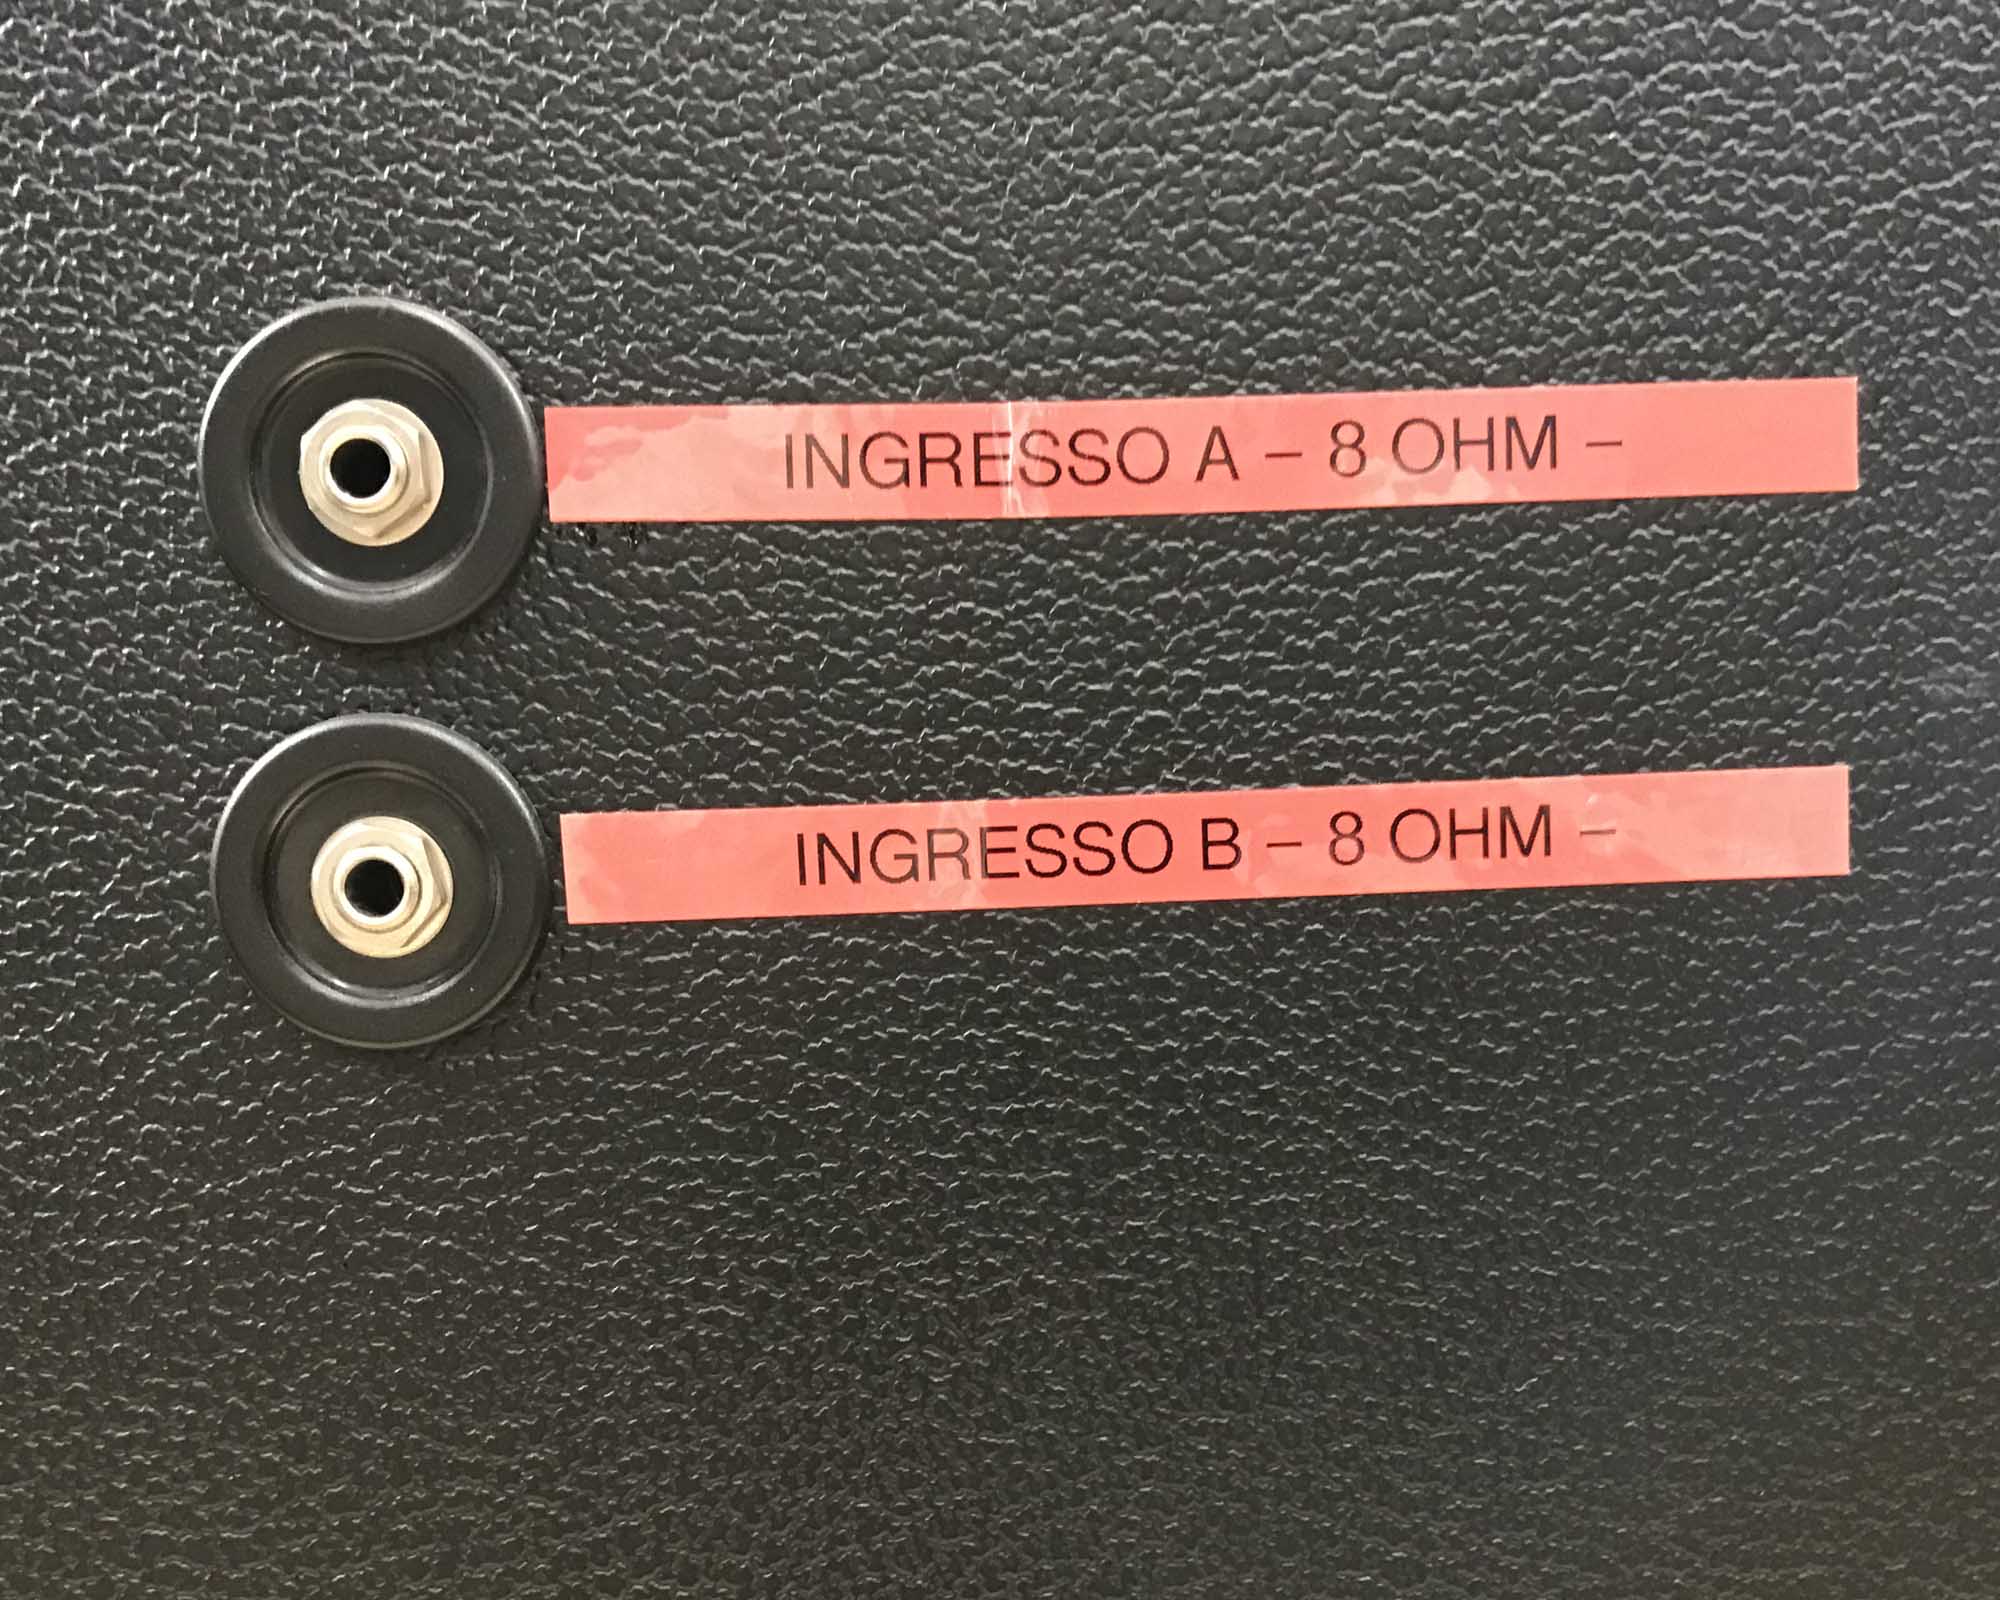 INGRESSO A – 8 OHM –
INGRESSO B – 8 OHM –